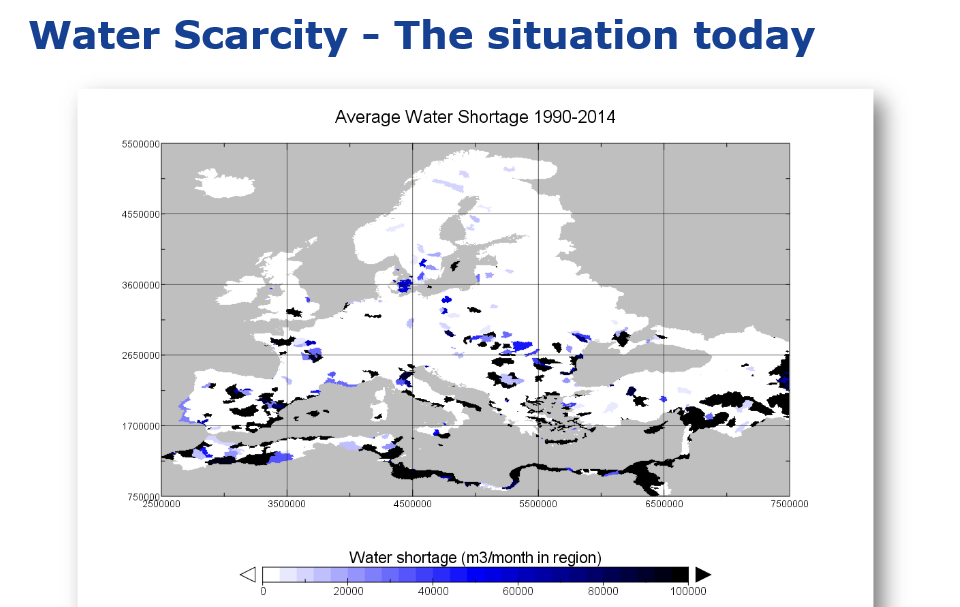 Water Scarcity - The situation today
Average Water Shortage 1990-2014
5500000
4550000
3600000
2650000
1700000
750000
2500000 3500000 4500000 5500000 6500000 7500000
Water shortage (m3/month in region)
0 20000 40000 60000 80000 100000